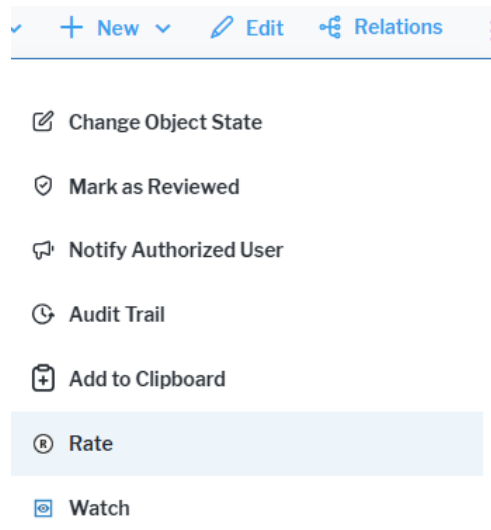 New Edit Relations
Change Object State
Mark as Reviewed
Notify Authorized User
Audit Trail
Add to Clipboard
Rate
Watch